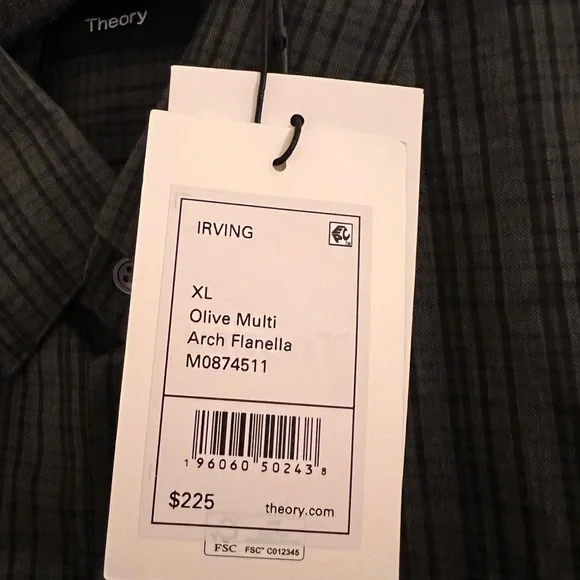 Theory
IRVING
XL
Olive Multi
Arch Flanella
M0874511
1 96060 50243 8
$225
theory.com
FSC FSC™ C012345